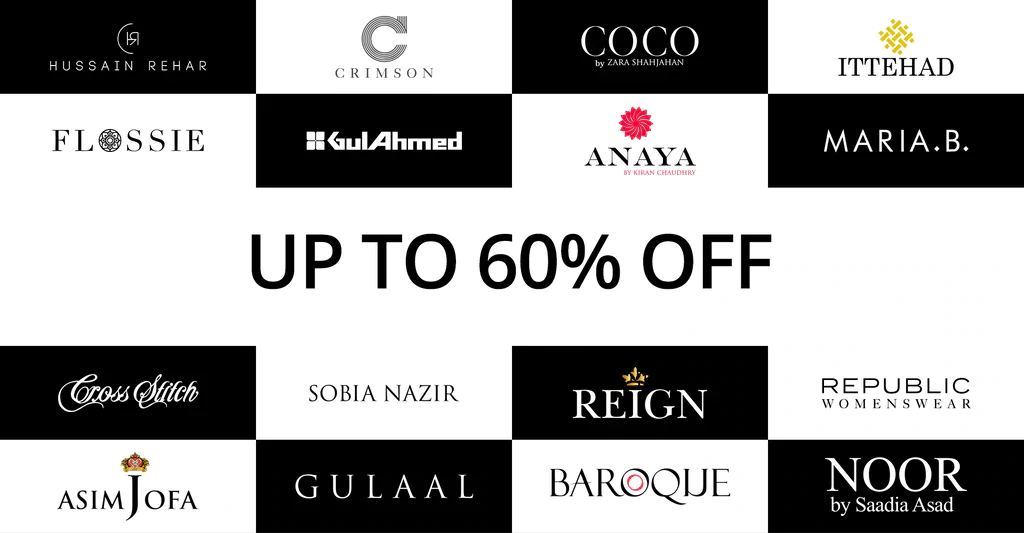 HUSSAIN REHAR
CRIMSON
COCO
by ZARA SHAHJAHAN
ITTEHAD
FLOSSIE
GulAhmed
ANAYA
BY KIRAN CHAUDHRY
MARIA.B.
UP TO 60% OFF
Cross Stitch
SOBIA NAZIR
REIGN
REPUBLIC
WOMENSWEAR
ASIM JOFA
GULAAL
BAROQUE
NOOR
by Saadia Asad